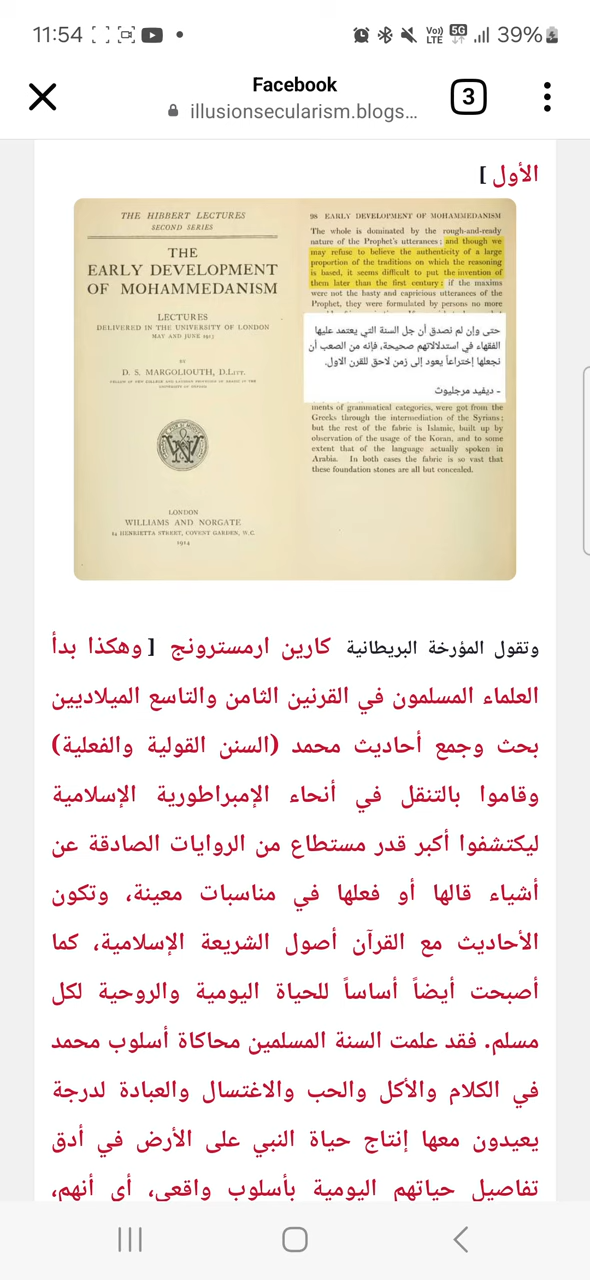 11:54
Vo))
LTE
5G
39%
Facebook
3
illusionsecularism.blogs...
الأول ]
THE HIBBERT LECTURES
SECOND SERIES
THE
EARLY DEVELOPMENT
OF MOHAMMEDANISM
LECTURES
DELIVERED IN THE UNIVERSITY OF LONDON
MAY AND JUNE 1913
BY
D. S. MARGOLIOUTH, D.LITT.
LONDON
WILLIAMS AND NORGATE
14 HENRIETTA STREET, COVENT GARDEN, W.C.
1914
98 EARLY DEVELOPMENT OF MOHAMMEDANISM
The whole is dominated by the rough-and-ready
nature of the Prophet's utterances; and though we
may refuse to believe the authenticity of a large
proportion of the traditions on which the reasoning
is based, it seems difficult to put the invention of
them later than the first century: if the maxims
were not the hasty and capricious utterances of the
Prophet, they were formulated by persons no more
حتى وإن لم نصدق أن جل السنة التي يعتمد عليها
الفقهاء في استدلالاتهم صحيحة، فإنه من الصعب أن
نجعلها إختراعاً يعود إلى زمن لاحق للقرن الاول.
- ديفيد مرجليوت
ments of grammatical categories, were got from the
Greeks through the intermediation of the Syrians;
but the rest of the fabric is Islamic, built up by
observation of the usage of the Koran, and to some
extent that of the language actually spoken in
Arabia. In both cases the fabric is so vast that
these foundation stones are all but concealed.
وتقول المؤرخة البريطانية كارين ارمسترونج [ وهكذا بدأ
العلماء المسلمون في القرنين الثامن والتاسع الميلاديين
بحث وجمع أحاديث محمد (السنن القولية والفعلية)
وقاموا بالتنقل في أنحاء الإمبراطورية الإسلامية
ليكتشفوا أكبر قدر مستطاع من الروايات الصادقة عن
أشياء قالها أو فعلها في مناسبات معينة، وتكون
الأحاديث مع القرآن أصول الشريعة الإسلامية، كما
أصبحت أيضاً أساساً للحياة اليومية والروحية لكل
مسلم. فقد علمت السنة المسلمين محاكاة أسلوب محمد
في الكلام والأكل والحب والاغتسال والعبادة لدرجة
يعيدون معها إنتاج حياة النبي على الأرض في أدق
تفاصيل حياتهم اليومية بأسلوب واقعي، أي أنهم،